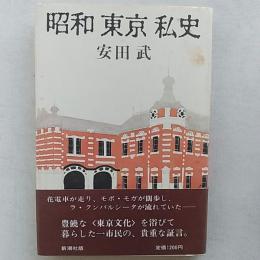 昭和 東京 私史
安田 武
花電車が走り、モボ・モガが闊歩し、
ラ・クンパルシータが流れていた——
豊饒な〈東京文化〉を浴びて
暮らした一市民の、貴重な証言。
新潮社版
定価1200円